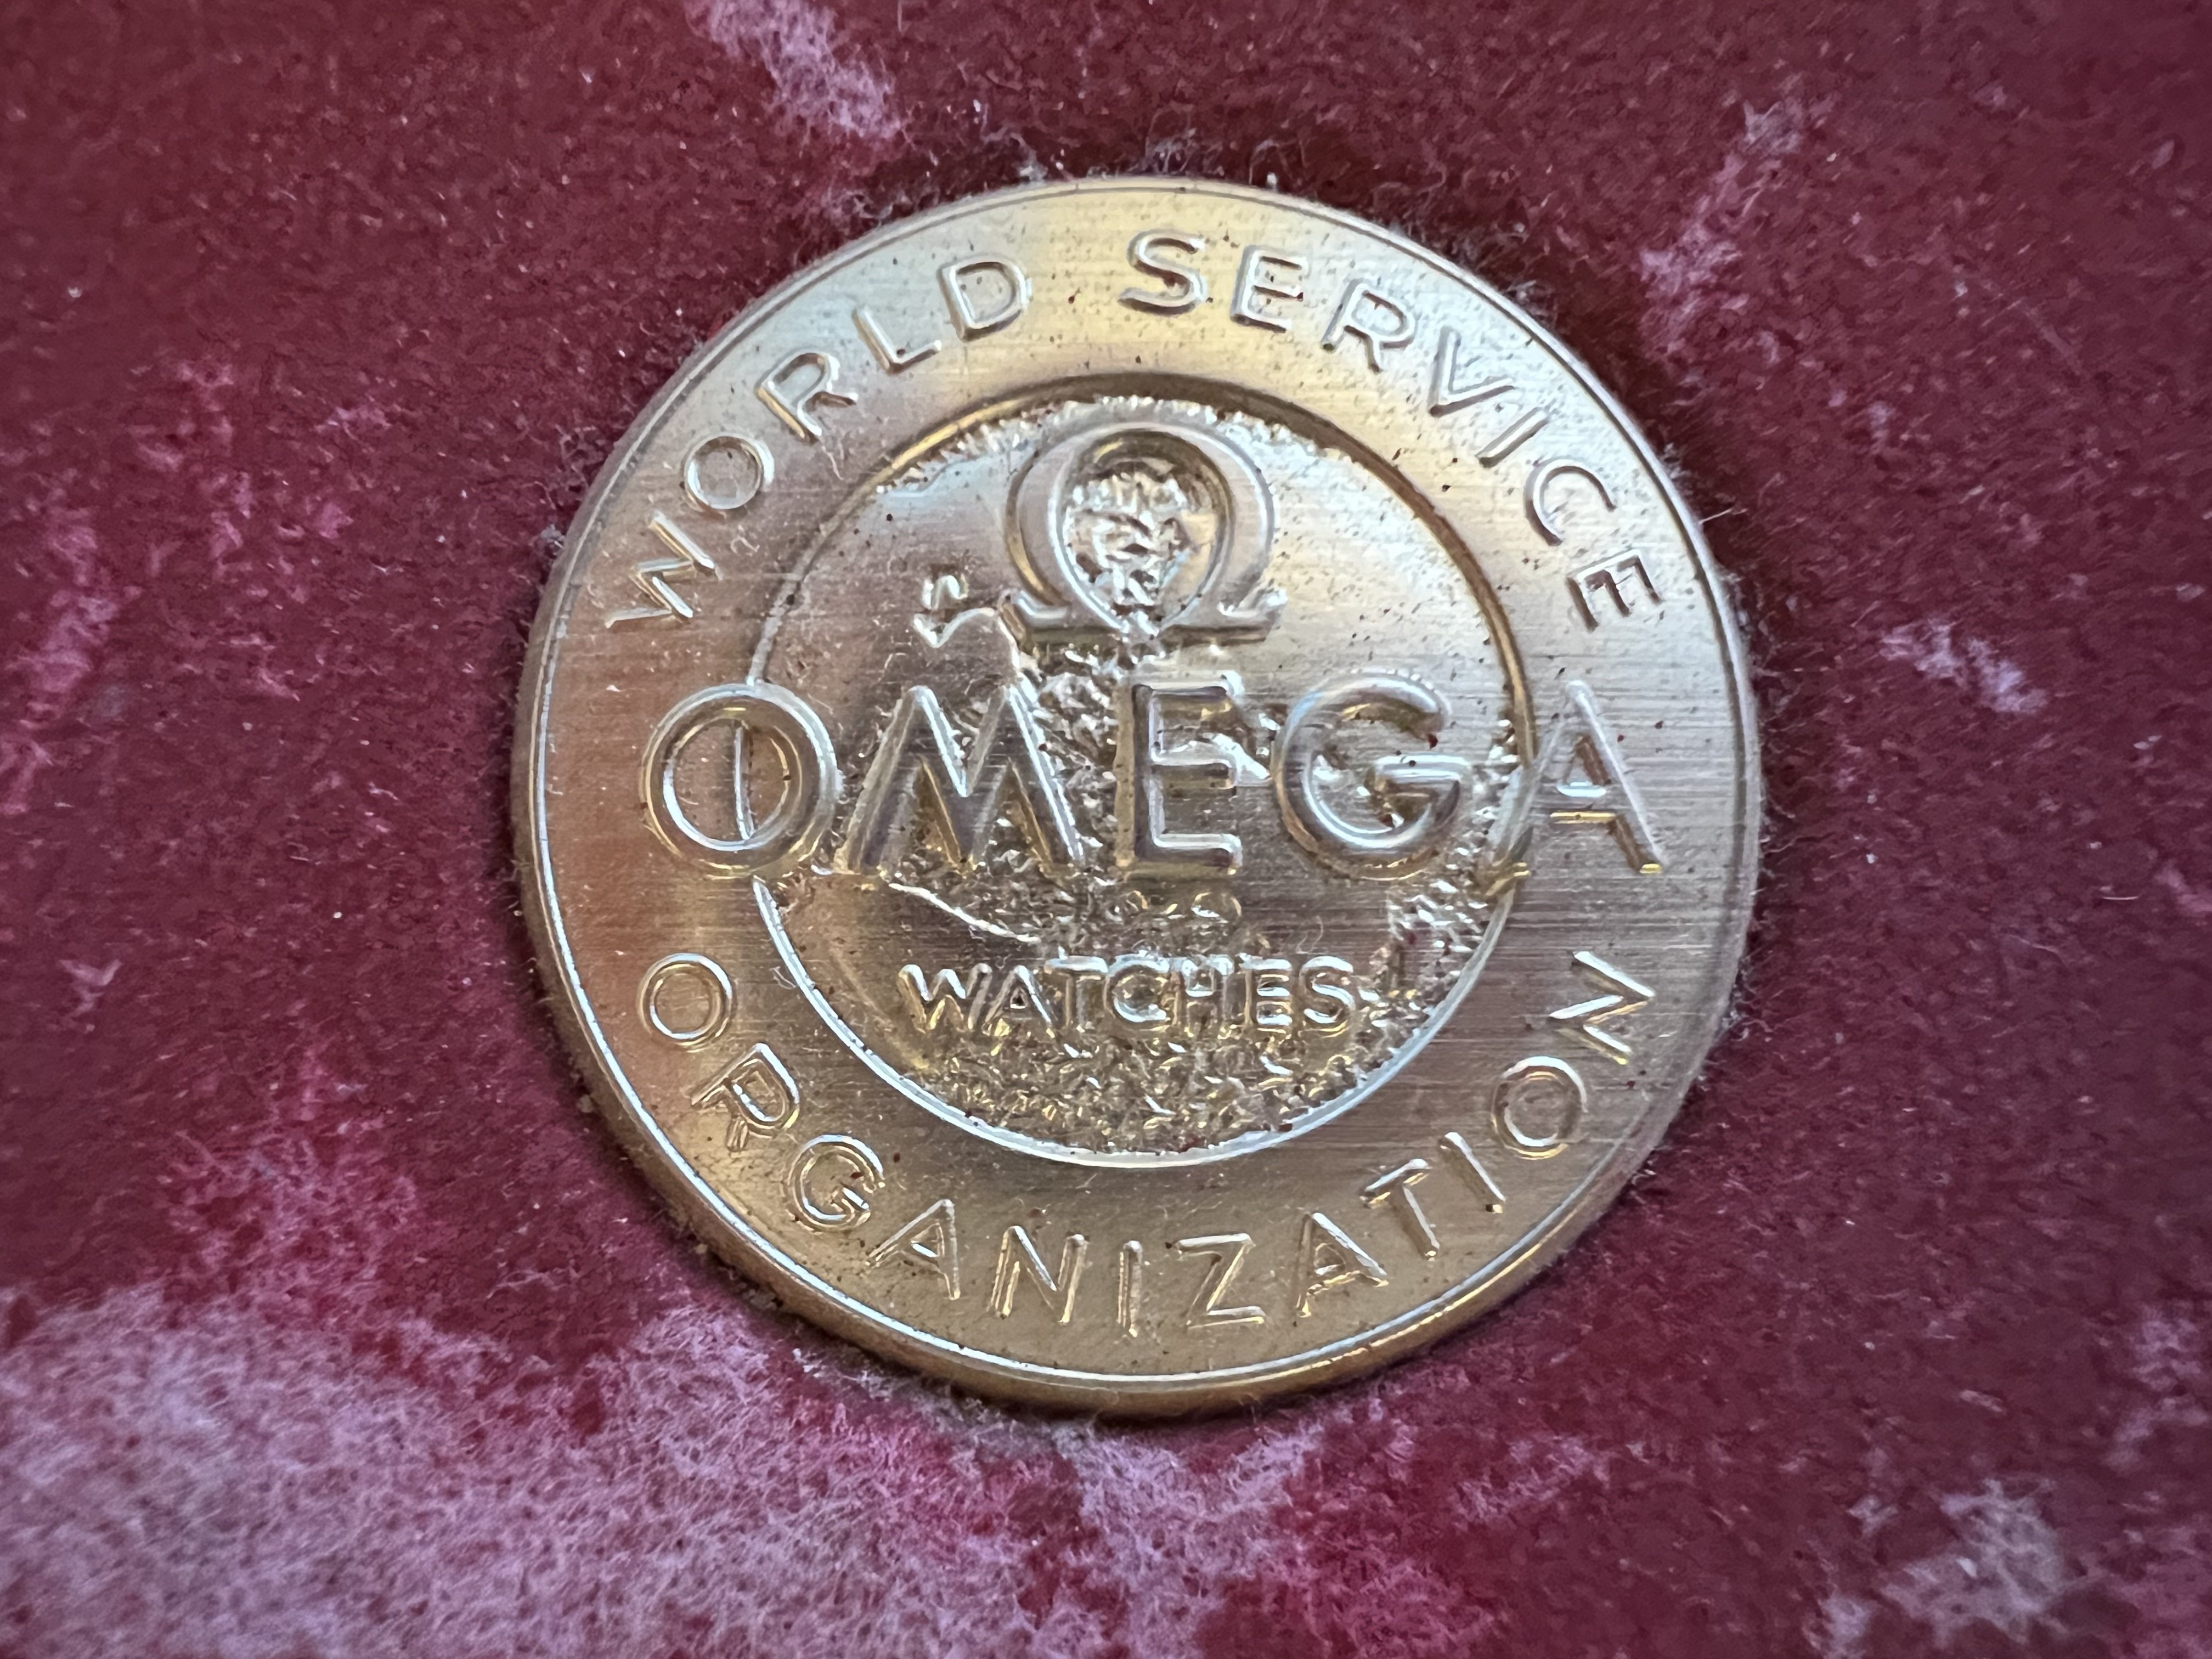 WORLD SERVICE
Ω
OMEGA
WATCHES
ORGANIZATION